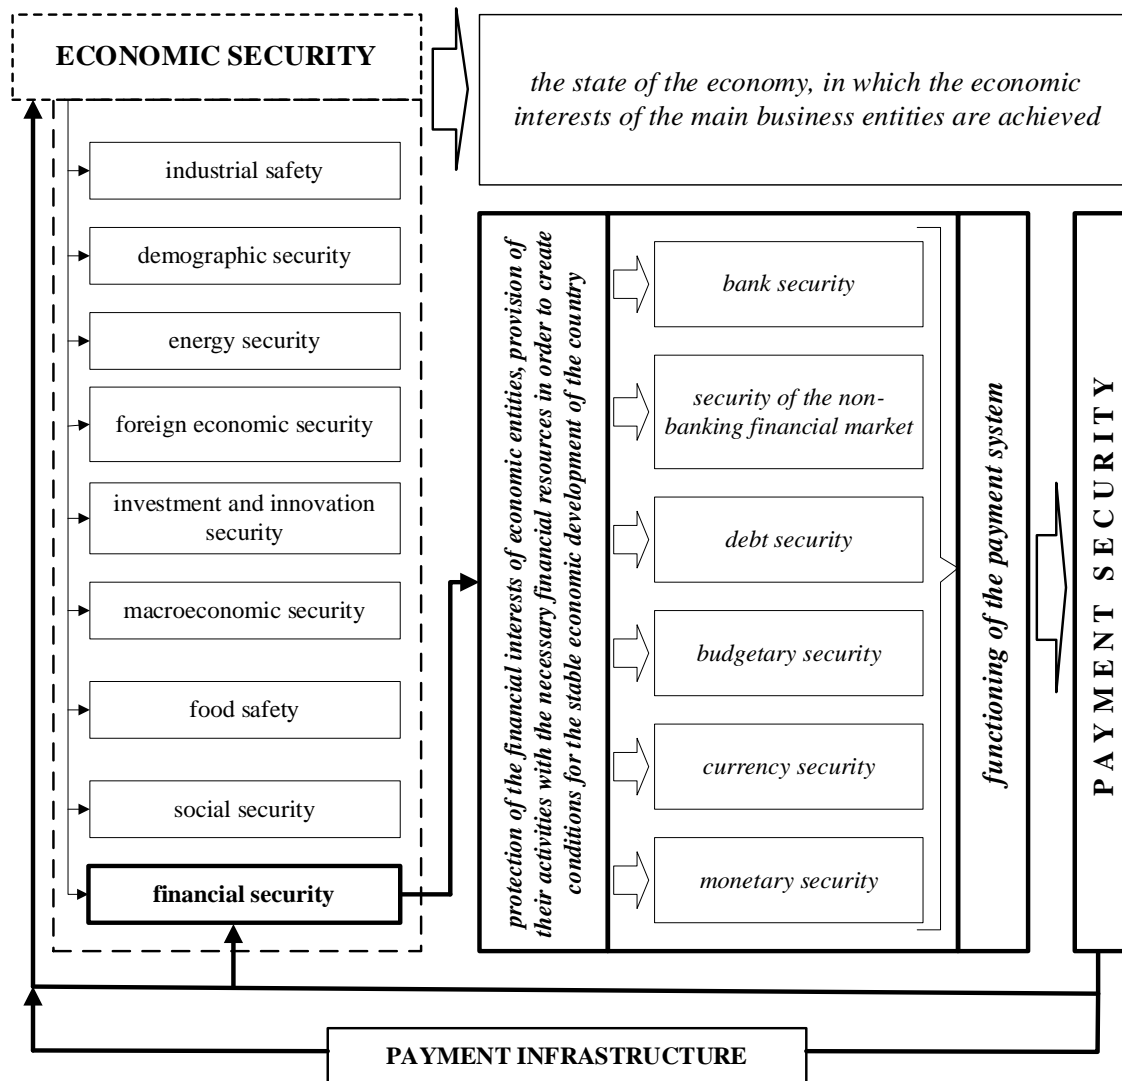 ECONOMIC SECURITY
the state of the economy, in which the economic
interests of the main business entities are achieved
industrial safety
demographic security
energy security
foreign economic security
investment and innovation
security
macroeconomic security
food safety
social security
financial security
protection of the financial interests of economic entities, provision of
their activities with the necessary financial resources in order to create
conditions for the stable economic development of the country
bank security
security of the non-
banking financial market
debt security
budgetary security
currency security
monetary security
functioning of the payment system
PAYMENT SECURITY
PAYMENT INFRASTRUCTURE